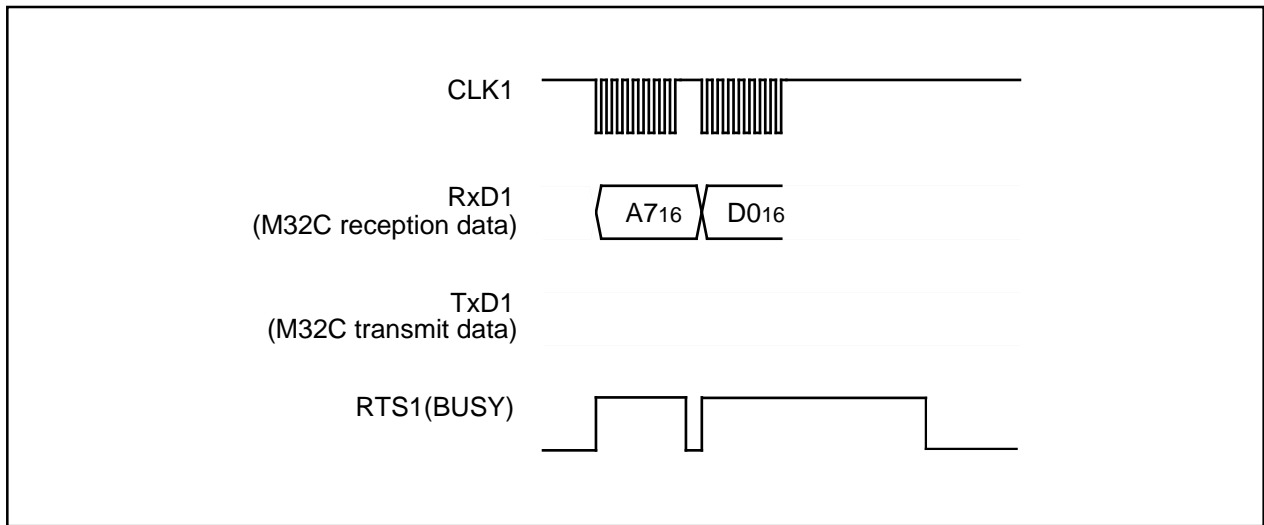 CLK1
RxD1
(M32C reception data)
A716
D016
TxD1
(M32C transmit data)
RTS1(BUSY)